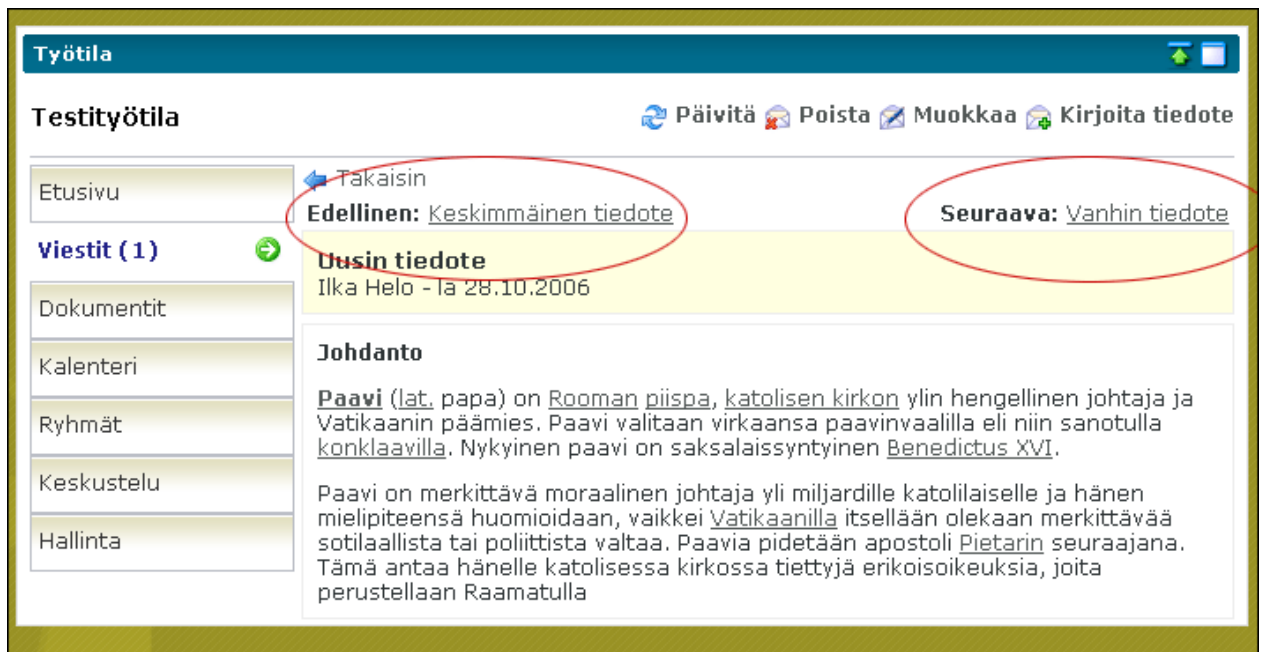 Työtila
Testityötila
Päivitä Poista Muokkaa Kirjoita tiedote
Etusivu
Viestit (1)
Dokumentit
Kalenteri
Ryhmät
Keskustelu
Hallinta
Takaisin
Edellinen: Keskimmäinen tiedote
Seuraava: Vanhin tiedote
Uusin tiedote
Ilka Helo - la 28.10.2006
Johdanto
Paavi (lat. papa) on Rooman piispa, katolisen kirkon ylin hengellinen johtaja ja
Vatikaanin päämies. Paavi valitaan virkaansa paavinvaalilla eli niin sanotulla
konklaavilla. Nykyinen paavi on saksalaissyntyinen Benedictus XVI.
Paavi on merkittävä moraalinen johtaja yli miljardille katolilaiselle ja hänen
mielipiteensä huomioidaan, vaikkei Vatikaanilla itsellään olekaan merkittävää
sotilaallista tai poliittista valtaa. Paavia pidetään apostoli Pietarin seuraajana.
Tämä antaa hänelle katolisessa kirkossa tiettyjä erikoisoikeuksia, joita
perustellaan Raamatulla